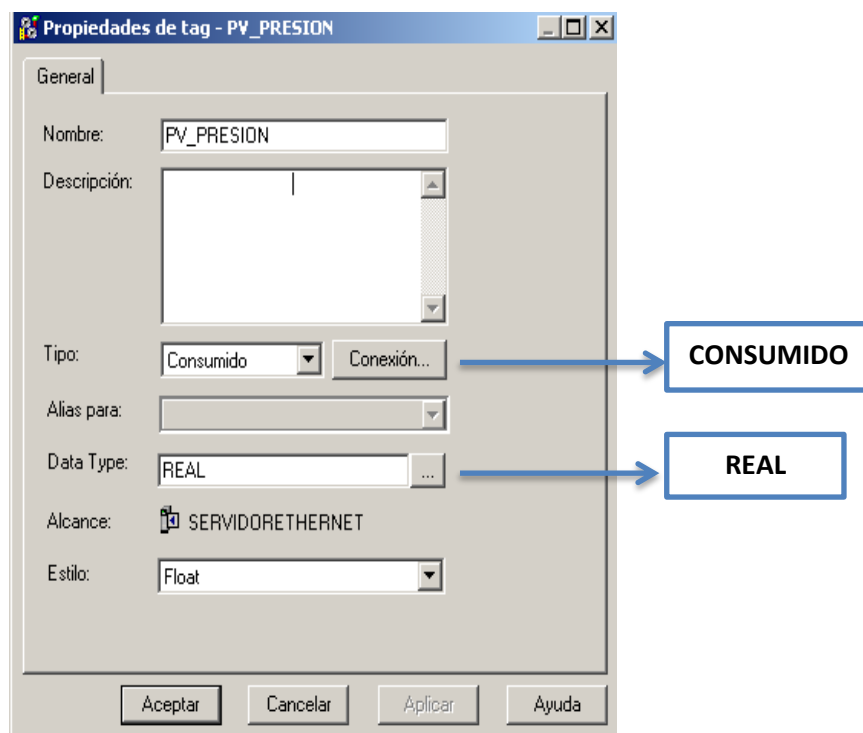 Propiedades de tag - PV_PRESION
General
Nombre: PV_PRESION
Descripción:
Tipo: Consumido Conexión... CONSUMIDO
Alias para:
Data Type: REAL ... REAL
Alcance: SERVIDORETHERNET
Estilo: Float
Aceptar Cancelar Aplicar Ayuda